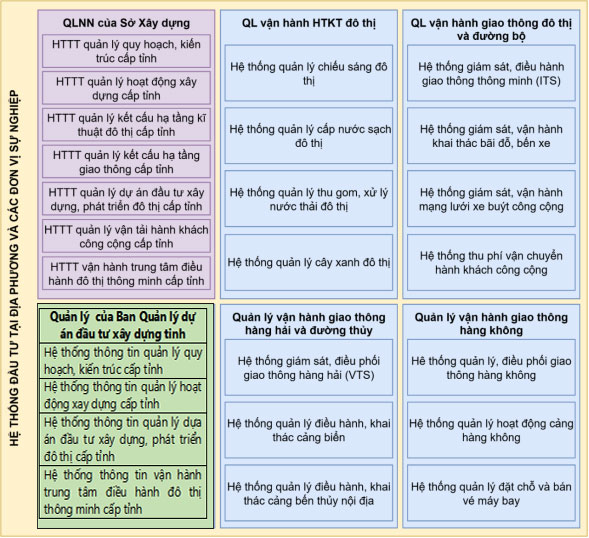 HỆ THỐNG ĐẦU TƯ TẠI ĐỊA PHƯƠNG VÀ CÁC ĐƠN VỊ SỰ NGHIỆP
QLNN của Sở Xây dựng
HTTT quản lý quy hoạch, kiến
trúc cấp tỉnh
HTTT quản lý hoạt động xây
dựng cấp tỉnh
HTTT quản lý kết cấu hạ tầng kĩ
thuật đô thị cấp tỉnh
HTTT quản lý kết cấu hạ tầng
giao thông cấp tỉnh
HTTT quản lý dự án đầu tư xây
dựng, phát triển đô thị cấp tỉnh
HTTT quản lý vận tải hành khách
công cộng cấp tỉnh
HTTT vận hành trung tâm điều
hành đô thị thông minh cấp tỉnh
QL vận hành HTKT đô thị
Hệ thống quản lý chiếu sáng đô
thị
Hệ thống quản lý cấp nước sạch
đô thị
Hệ thống quản lý thu gom, xử lý
nước thải đô thị
Hệ thống quản lý cây xanh đô thị
QL vận hành giao thông đô thị
và đường bộ
Hệ thống giám sát, điều hành
giao thông thông minh (ITS)
Hệ thống giám sát, vận hành
khai thác bãi đỗ, bến xe
Hệ thống giám sát, vận hành
mạng lưới xe buýt công cộng
Hệ thống thu phí vận chuyển
hành khách công cộng
Quản lý của Ban Quản lý dự
án đầu tư xây dựng tỉnh
Hệ thống thông tin quản lý quy
hoạch, kiến trúc cấp tỉnh
Hệ thống thông tin quản lý hoạt
động xay dựng cấp tỉnh
Hệ thống thông tin quản lý dựa
án đầu tư xây dựng, phát triển
đô thị cấp tỉnh
Hệ thống thông tin vận hành
trung tâm điều hành đô thị
thông minh cấp tỉnh
Quản lý vận hành giao thông
hàng hải và đường thủy
Hệ thống giám sát, điều phối
giao thông hàng hải (VTS)
Hệ thống quản lý điều hành, khai
thác cảng biển
Hệ thống quản lý điều hành, khai
thác cảng bến thủy nội địa
Quản lý vận hành giao thông
hàng không
Hệ thống quản lý, điều phối giao
thông hàng không
Hệ thống quản lý hoạt động cảng
hàng không
Hệ thống quản lý đặt chỗ và bán
vé máy bay